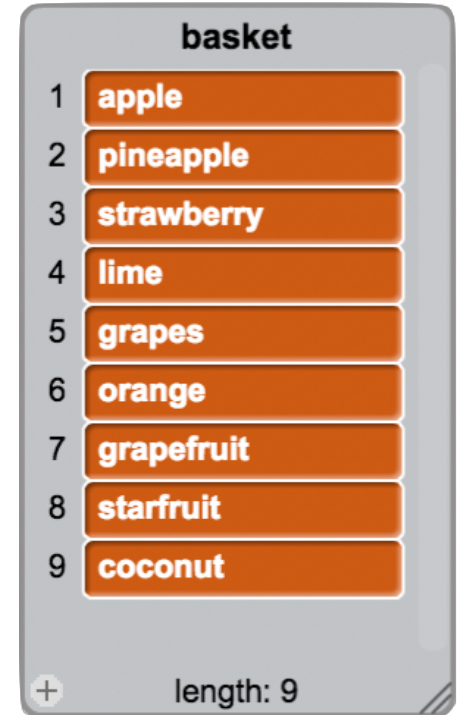 basket
1 apple
2 pineapple
3 strawberry
4 lime
5 grapes
6 orange
7 grapefruit
8 starfruit
9 coconut
+ length: 9